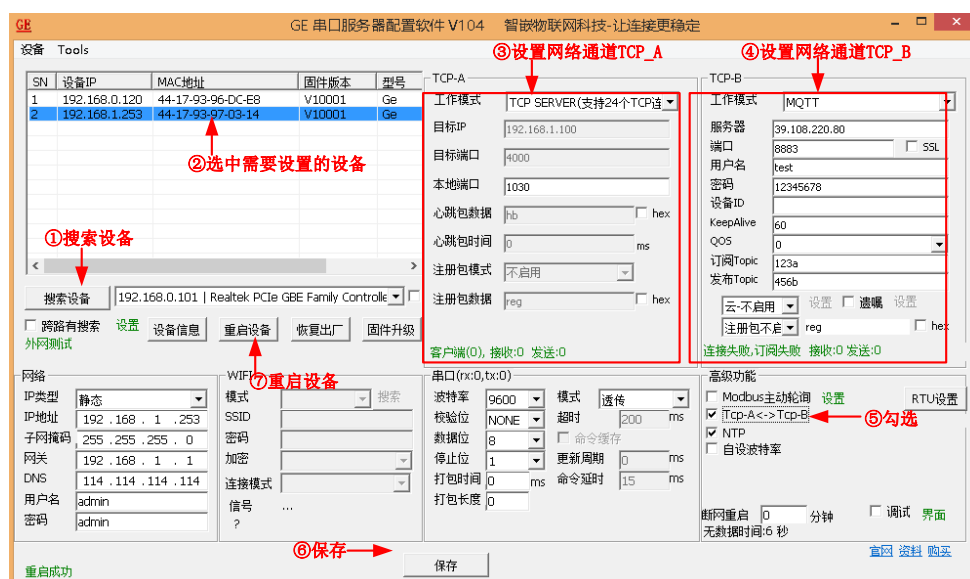 GE
GE 串口服务器配置软件 V104 智嵌物联网科技-让连接更稳定
设备 Tools
③设置网络通道TCP_A
④设置网络通道TCP_B
SN 设备IP MAC地址 固件版本 型号
1 192.168.0.120 44-17-93-96-DC-E8 V10001 Ge
2 192.168.1.253 44-17-93-97-03-14 V10001 Ge
②选中需要设置的设备
①搜索设备
搜索设备 192.168.0.101 | Realtek PCIe GBE Family Controlle
跨路有搜索 设置 设备信息 重启设备 恢复出厂 固件升级
外网测试
⑦重启设备
TCP-A
工作模式 TCP SERVER(支持24个TCP连
目标IP 192.168.1.100
目标端口 4000
本地端口 1030
心跳包数据 hb hex
心跳包时间 0 ms
注册包模式 不启用
注册包数据 reg hex
客户端(0), 接收:0 发送:0
TCP-B
工作模式 MQTT
服务器 39.108.220.80
端口 8883 SSL
用户名 test
密码 12345678
设备ID
KeepAlive 60
QOS 0
订阅Topic 123a
发布Topic 456b
云-不启用 设置 遗嘱 设置
注册包不启 reg he
连接失败,订阅失败 接收:0 发送:0
网络
IP类型 静态
IP地址 192 .168 . 1 .253
子网掩码 255 .255 .255 . 0
网关 192 .168 . 1 . 1
DNS 114 .114 .114 .114
用户名 admin
密码 admin
WIFI
模式 搜索
SSID
密码
加密
连接模式
信号 ...
?
串口(rx:0,tx:0)
波特率 9600 模式 透传
校验位 NONE 超时 200 ms
数据位 8 命令缓存
停止位 1 更新周期 0 ms
打包时间 0 ms 命令延时 15 ms
打包长度 0
高级功能
Modbus主动轮询 设置 RTU设置
Tcp-A<->Tcp-B
⑤勾选
NTP
自设波特率
断网重启 0 分钟 调试 界面
无数据时间:6 秒
⑥保存
保存
官网 资料 购买
重启成功